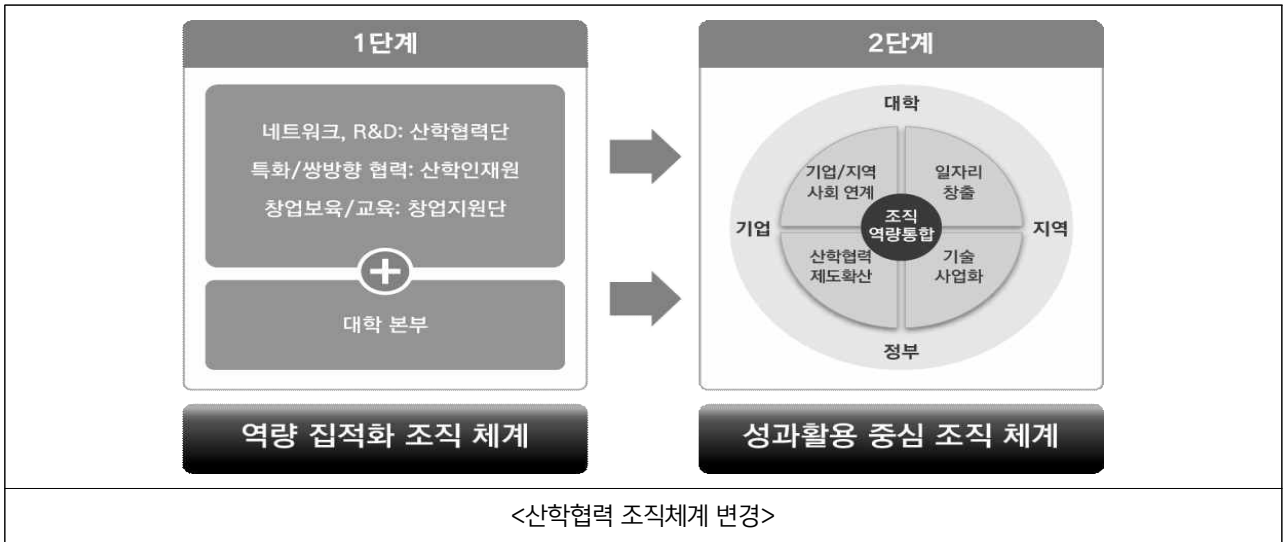 1단계
네트워크, R&D: 산학협력단
특화/쌍방향 협력: 산학인재원
창업보육/교육: 창업지원단
대학 본부
역량 집적화 조직 체계
2단계
대학
기업/지역
사회 연계
일자리
창출
기업
조직
역량통합
지역
산학협력
제도확산
기술
사업화
정부
성과활용 중심 조직 체계
<산학협력 조직체계 변경>